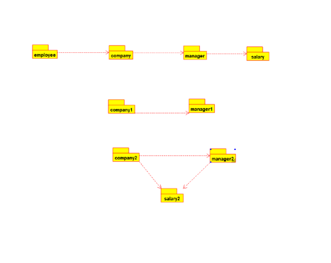 employee company manager salary
company1 manager1
company2 manager2
salary2